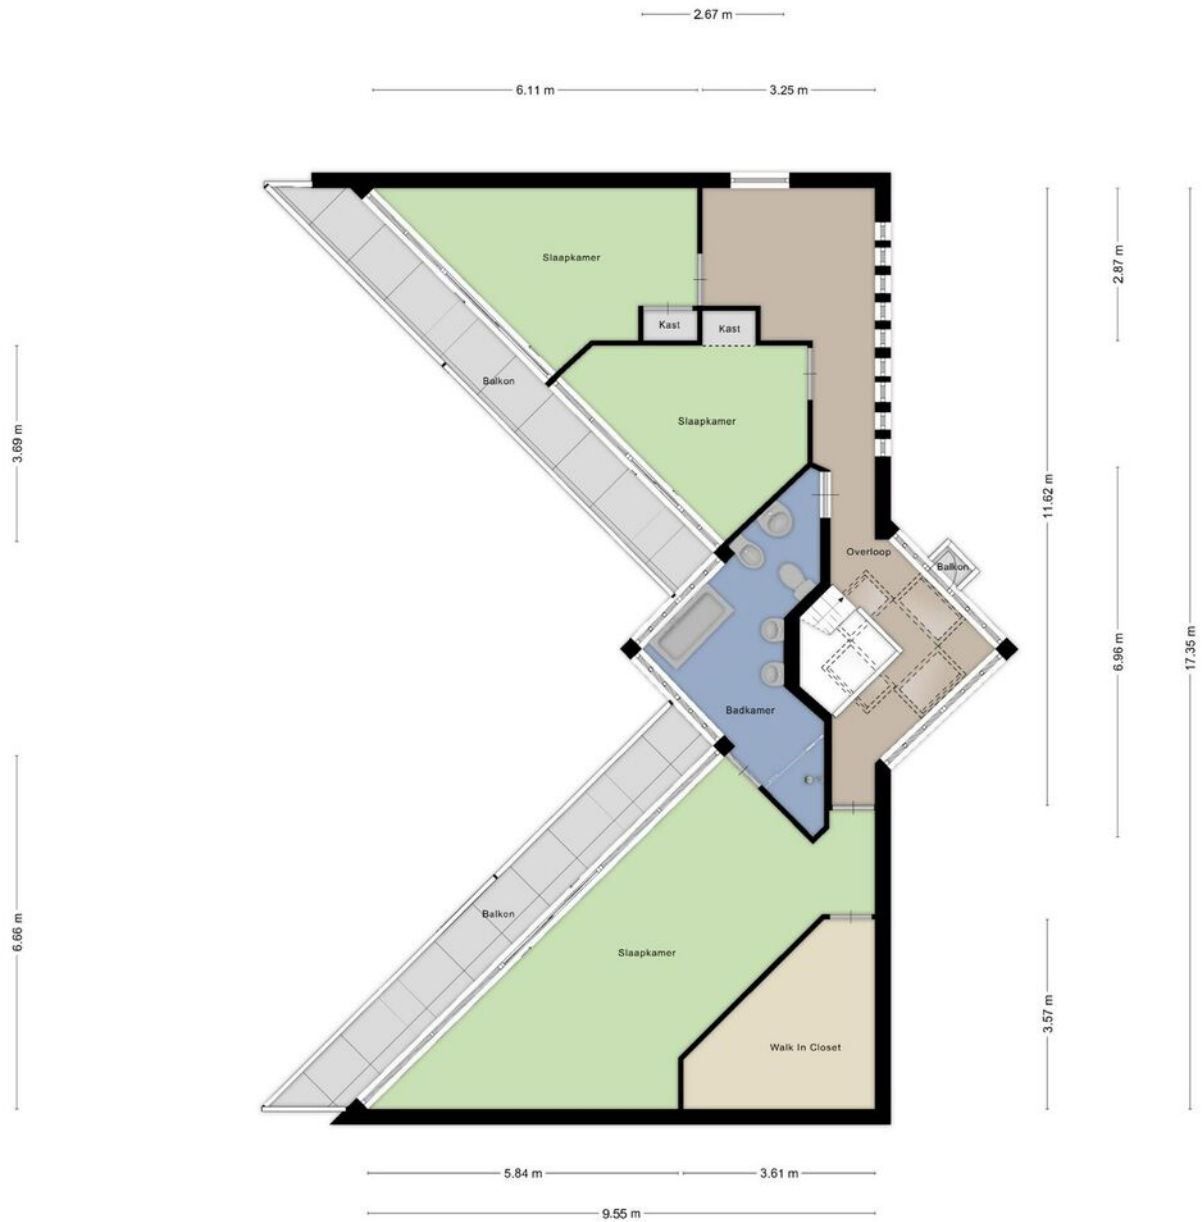 2.67 m
6.11 m
3.25 m
Slaapkamer
2.87 m
Kast
Kast
Balkon
Slaapkamer
3.69 m
11.62 m
Overloop
Balkon
6.96 m
17.35 m
Badkamer
Balkon
6.66 m
Slaapkamer
3.57 m
Walk In Closet
5.84 m
3.61 m
9.55 m